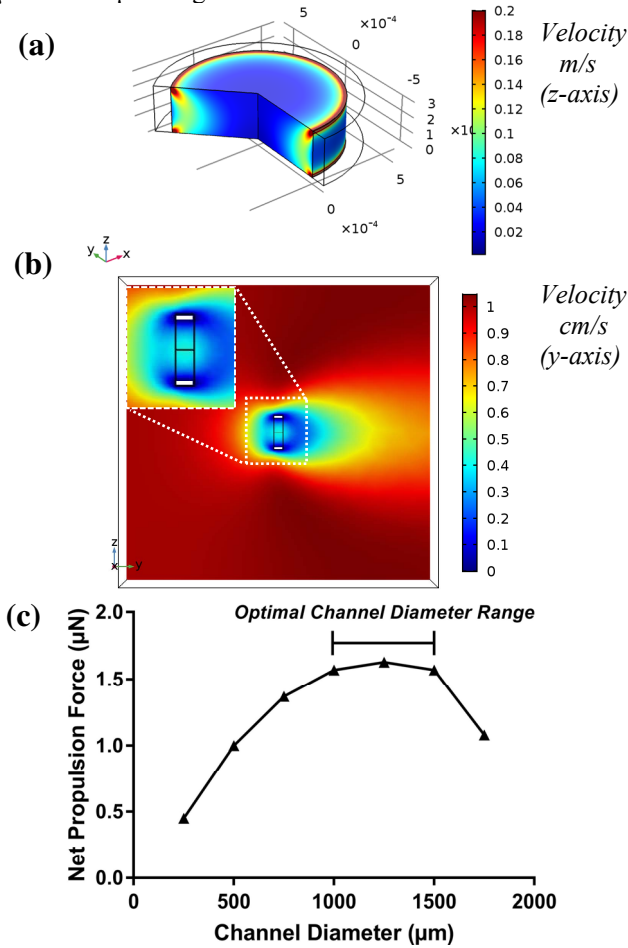 (a)
5
×10⁻⁴
0
-5
3
2
1
0
5
0
×10⁻⁴
0.2
0.18
0.16
0.14
0.12
0.1
0.08
0.06
0.04
0.02
Velocity
m/s
(z-axis)
y z x
(b)
1
0.9
0.8
0.7
0.6
0.5
0.4
0.3
0.2
0.1
0
Velocity
cm/s
(y-axis)
z
x y
(c)
Optimal Channel Diameter Range
Net Propulsion Force (µN)
2.0
1.5
1.0
0.5
0.0
0 500 1000 1500 2000
Channel Diameter (µm)